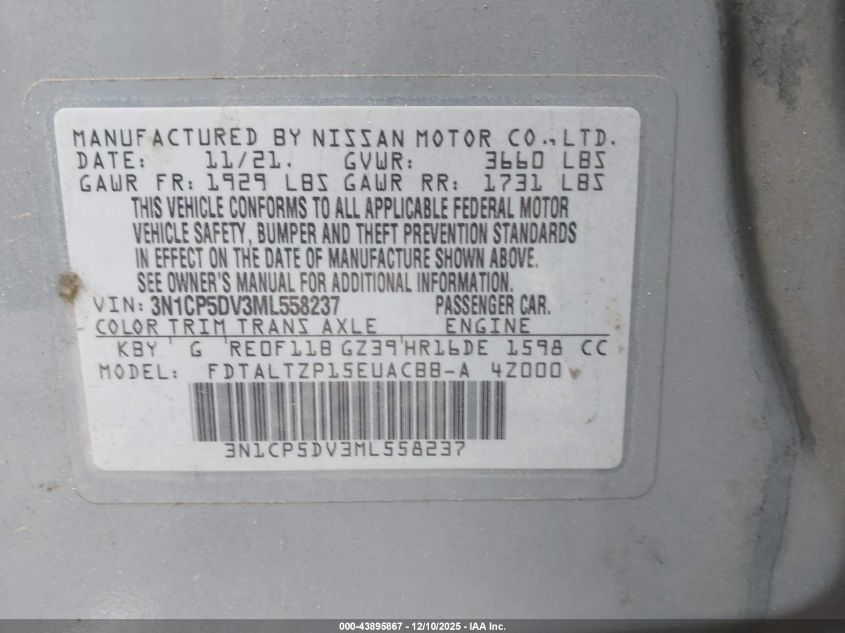 MANUFACTURED BY NISSAN MOTOR CO., LTD.
DATE: 11/21. GVWR: 3660 LBS
GAWR FR: 1929 LBS GAWR RR: 1731 LBS
THIS VEHICLE CONFORMS TO ALL APPLICABLE FEDERAL MOTOR
VEHICLE SAFETY, BUMPER AND THEFT PREVENTION STANDARDS
IN EFFECT ON THE DATE OF MANUFACTURE SHOWN ABOVE.
SEE OWNER'S MANUAL FOR ADDITIONAL INFORMATION.
VIN: 3N1CP5DV3ML558237 PASSENGER CAR.
COLOR TRIM TRANS AXLE ENGINE
KBY G RE0F11B GZ39 HR16DE 1598 CC
MODEL: FDTALTZP15EUACBB-A 4Z000
3N1CP5DV3ML558237
000-43895867 - 12/10/2025 - IAA Inc.